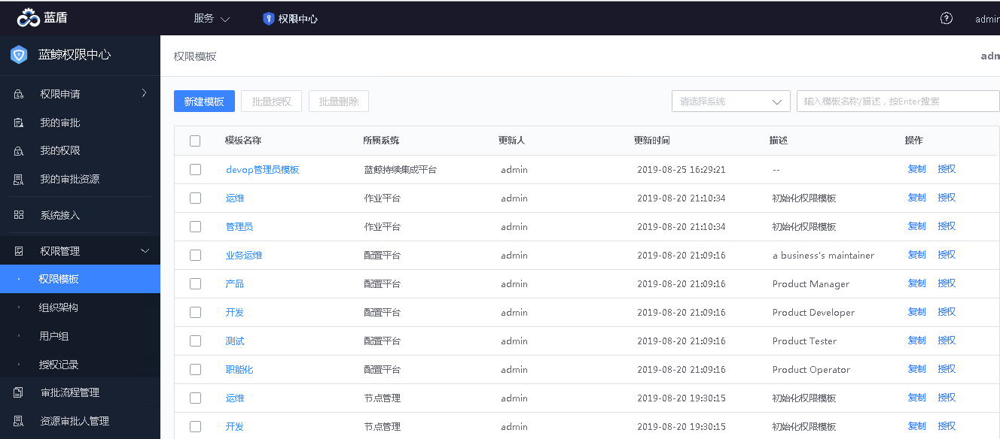 蓝盾 服务 权限中心 admin
蓝鲸权限中心
权限模板 adn
权限申请
我的审批
我的权限
我的审批资源
系统接入
权限管理
权限模板
组织架构
用户组
授权记录
审批流程管理
资源审批人管理
新建模板 批量授权 批量删除 请选择系统 输入模板名称/描述，按Enter搜索
模板名称 所属系统 更新人 更新时间 描述 操作
devop管理员模板 蓝鲸持续集成平台 admin 2019-08-25 16:29:21 -- 复制 授权
运维 作业平台 admin 2019-08-20 21:10:34 初始化权限模板 复制 授权
管理员 作业平台 admin 2019-08-20 21:10:34 初始化权限模板 复制 授权
业务运维 配置平台 admin 2019-08-20 21:09:16 a business's maintainer 复制 授权
产品 配置平台 admin 2019-08-20 21:09:16 Product Manager 复制 授权
开发 配置平台 admin 2019-08-20 21:09:16 Product Developer 复制 授权
测试 配置平台 admin 2019-08-20 21:09:16 Product Tester 复制 授权
职能化 配置平台 admin 2019-08-20 21:09:16 Product Operator 复制 授权
运维 节点管理 admin 2019-08-20 19:30:15 初始化权限模板 复制 授权
开发 节点管理 admin 2019-08-20 19:30:15 初始化权限模板 复制 授权